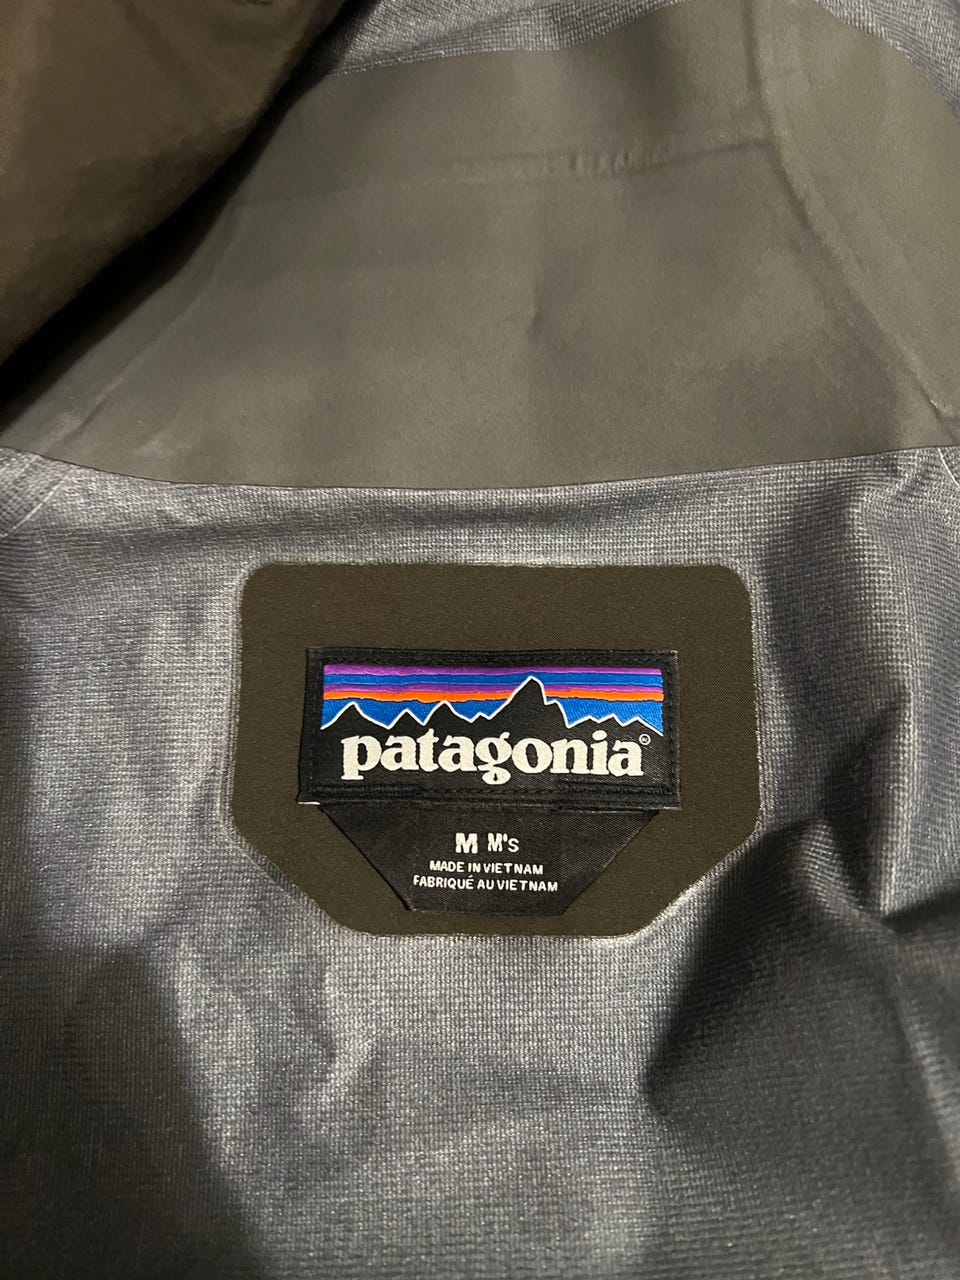 patagonia®
M M's
MADE IN VIETNAM
FABRIQUÉ AU VIETNAM